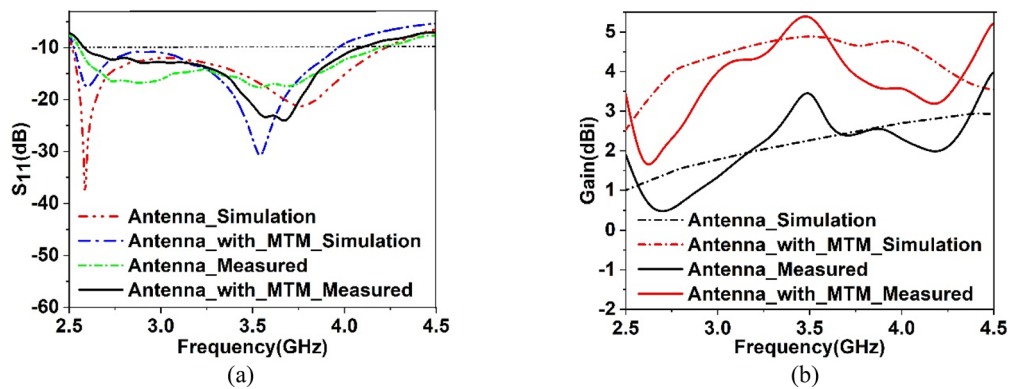 0
-10
-20
-30
-40
-50
-60
S11(dB)
Antenna_Simulation
Antenna_with_MTM_Simulation
Antenna_Measured
Antenna_with_MTM_Measured
2.5 3.0 3.5 4.0 4.5
Frequency(GHz)
(a)
5
4
3
2
1
0
-1
-2
Gain(dBi)
Antenna_Simulation
Antenna_with_MTM_Simulation
Antenna_Measured
Antenna_with_MTM_Measured
2.5 3.0 3.5 4.0 4.5
Frequency(GHz)
(b)